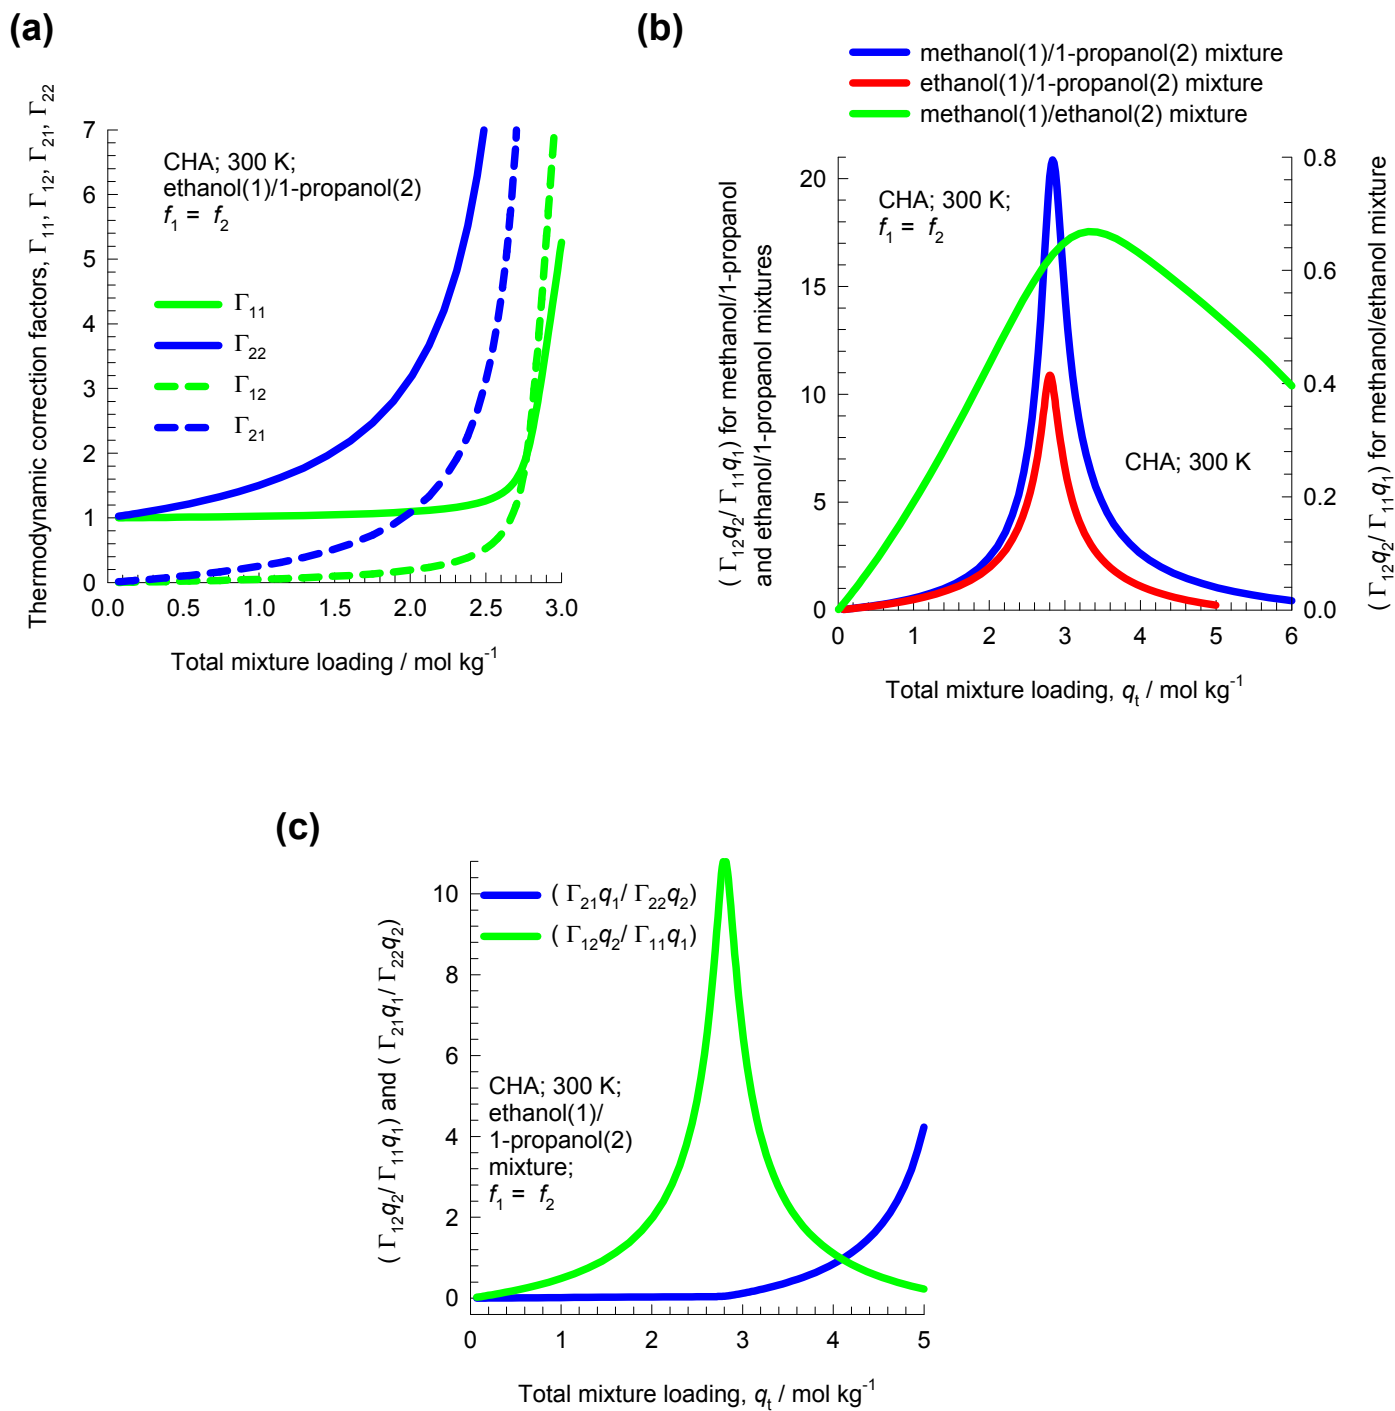 (a)
Thermodynamic correction factors, Γ11, Γ12, Γ21, Γ22
7
6
5
4
3
2
1
0
CHA; 300 K;
ethanol(1)/1-propanol(2)
f1 = f2
Γ11
Γ22
Γ12
Γ21
0.0 0.5 1.0 1.5 2.0 2.5 3.0
Total mixture loading / mol kg-1
(b)
methanol(1)/1-propanol(2) mixture
ethanol(1)/1-propanol(2) mixture
methanol(1)/ethanol(2) mixture
( Γ12q2/ Γ11q1) for methanol/1-propanol
and ethanol/1-propanol mixtures
20
15
10
5
0
CHA; 300 K;
f1 = f2
CHA; 300 K
0.8
0.6
0.4
0.2
0.0
( Γ12q2/ Γ11q1) for methanol/ethanol mixture
0 1 2 3 4 5 6
Total mixture loading, qt / mol kg-1
(c)
( Γ12q2/ Γ11q1) and ( Γ21q1/ Γ22q2)
10
8
6
4
2
0
( Γ21q1/ Γ22q2)
( Γ12q2/ Γ11q1)
CHA; 300 K;
ethanol(1)/
1-propanol(2)
mixture;
f1 = f2
0 1 2 3 4 5
Total mixture loading, qt / mol kg-1